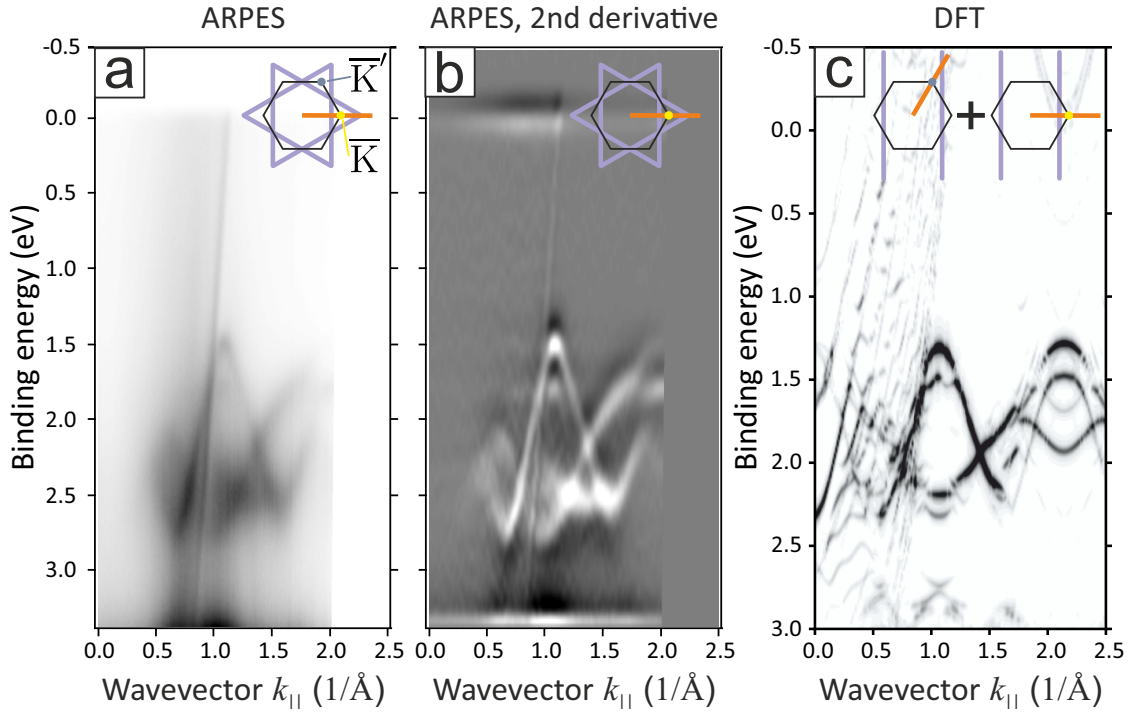 ARPES
ARPES, 2nd derivative
DFT
a
b
c
K′
K
+
-0.5
0.0
0.5
1.0
1.5
2.0
2.5
3.0
Binding energy (eV)
0.0 0.5 1.0 1.5 2.0 2.5
Wavevector k|| (1/Å)
0.0 0.5 1.0 1.5 2.0 2.5
Wavevector k|| (1/Å)
-0.5
0.0
0.5
1.0
1.5
2.0
2.5
3.0
Binding energy (eV)
0.0 0.5 1.0 1.5 2.0 2.5
Wavevector k|| (1/Å)